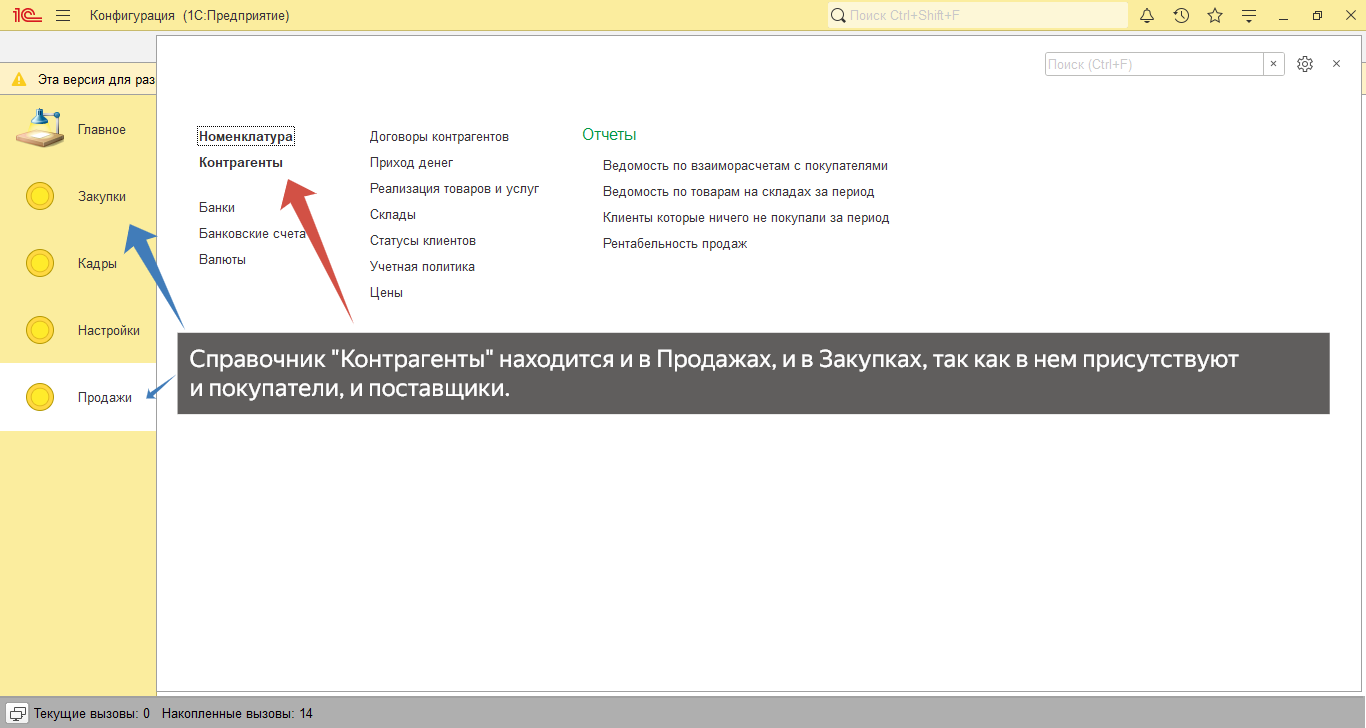 1С Конфигурация (1С:Предприятие)
Поиск Ctrl+Shift+F
Поиск (Ctrl+F)
Эта версия для раз
Главное
Закупки
Кадры
Настройки
Продажи
Номенклатура
Контрагенты
Банки
Банковские счета
Валюты
Договоры контрагентов
Приход денег
Реализация товаров и услуг
Склады
Статусы клиентов
Учетная политика
Цены
Отчеты
Ведомость по взаиморасчетам с покупателями
Ведомость по товарам на складах за период
Клиенты которые ничего не покупали за период
Рентабельность продаж
Справочник "Контрагенты" находится и в Продажах, и в Закупках, так как в нем присутствуют
и покупатели, и поставщики.
Текущие вызовы: 0 Накопленные вызовы: 14